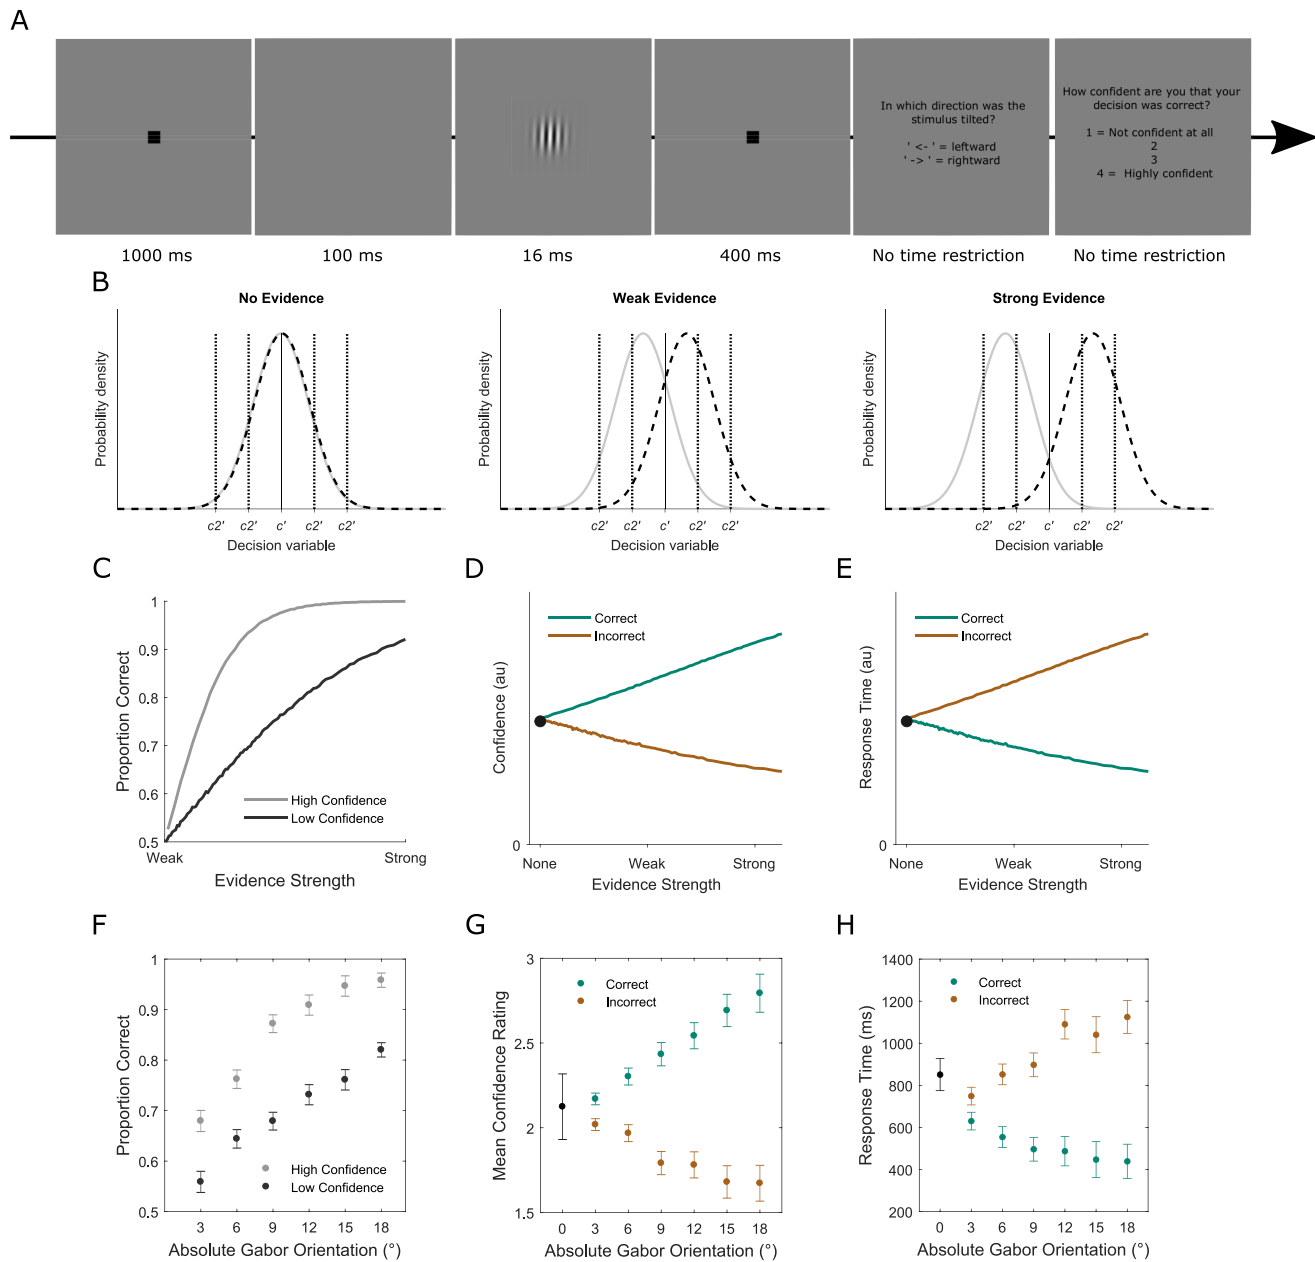 A
In which direction was the
stimulus tilted?
' <- ' = leftward
' -> ' = rightward
How confident are you that your
decision was correct?
1 = Not confident at all
2
3
4 = Highly confident
1000 ms
100 ms
16 ms
400 ms
No time restriction
No time restriction
B
No Evidence
Probability density
c2' c2' c' c2' c2'
Decision variable
Weak Evidence
Probability density
c2' c2' c' c2' c2'
Decision variable
Strong Evidence
Probability density
c2' c2' c' c2' c2'
Decision variable
C
Proportion Correct
1
0.9
0.8
0.7
0.6
0.5
High Confidence
Low Confidence
Weak Strong
Evidence Strength
D
Confidence (au)
Correct
Incorrect
0
None Weak Strong
Evidence Strength
E
Response Time (au)
Correct
Incorrect
0
None Weak Strong
Evidence Strength
F
Proportion Correct
1
0.9
0.8
0.7
0.6
0.5
High Confidence
Low Confidence
3 6 9 12 15 18
Absolute Gabor Orientation (°)
G
Mean Confidence Rating
3
2.5
2
1.5
Correct
Incorrect
0 3 6 9 12 15 18
Absolute Gabor Orientation (°)
H
Response Time (ms)
1400
1200
1000
800
600
400
200
Correct
Incorrect
0 3 6 9 12 15 18
Absolute Gabor Orientation (°)